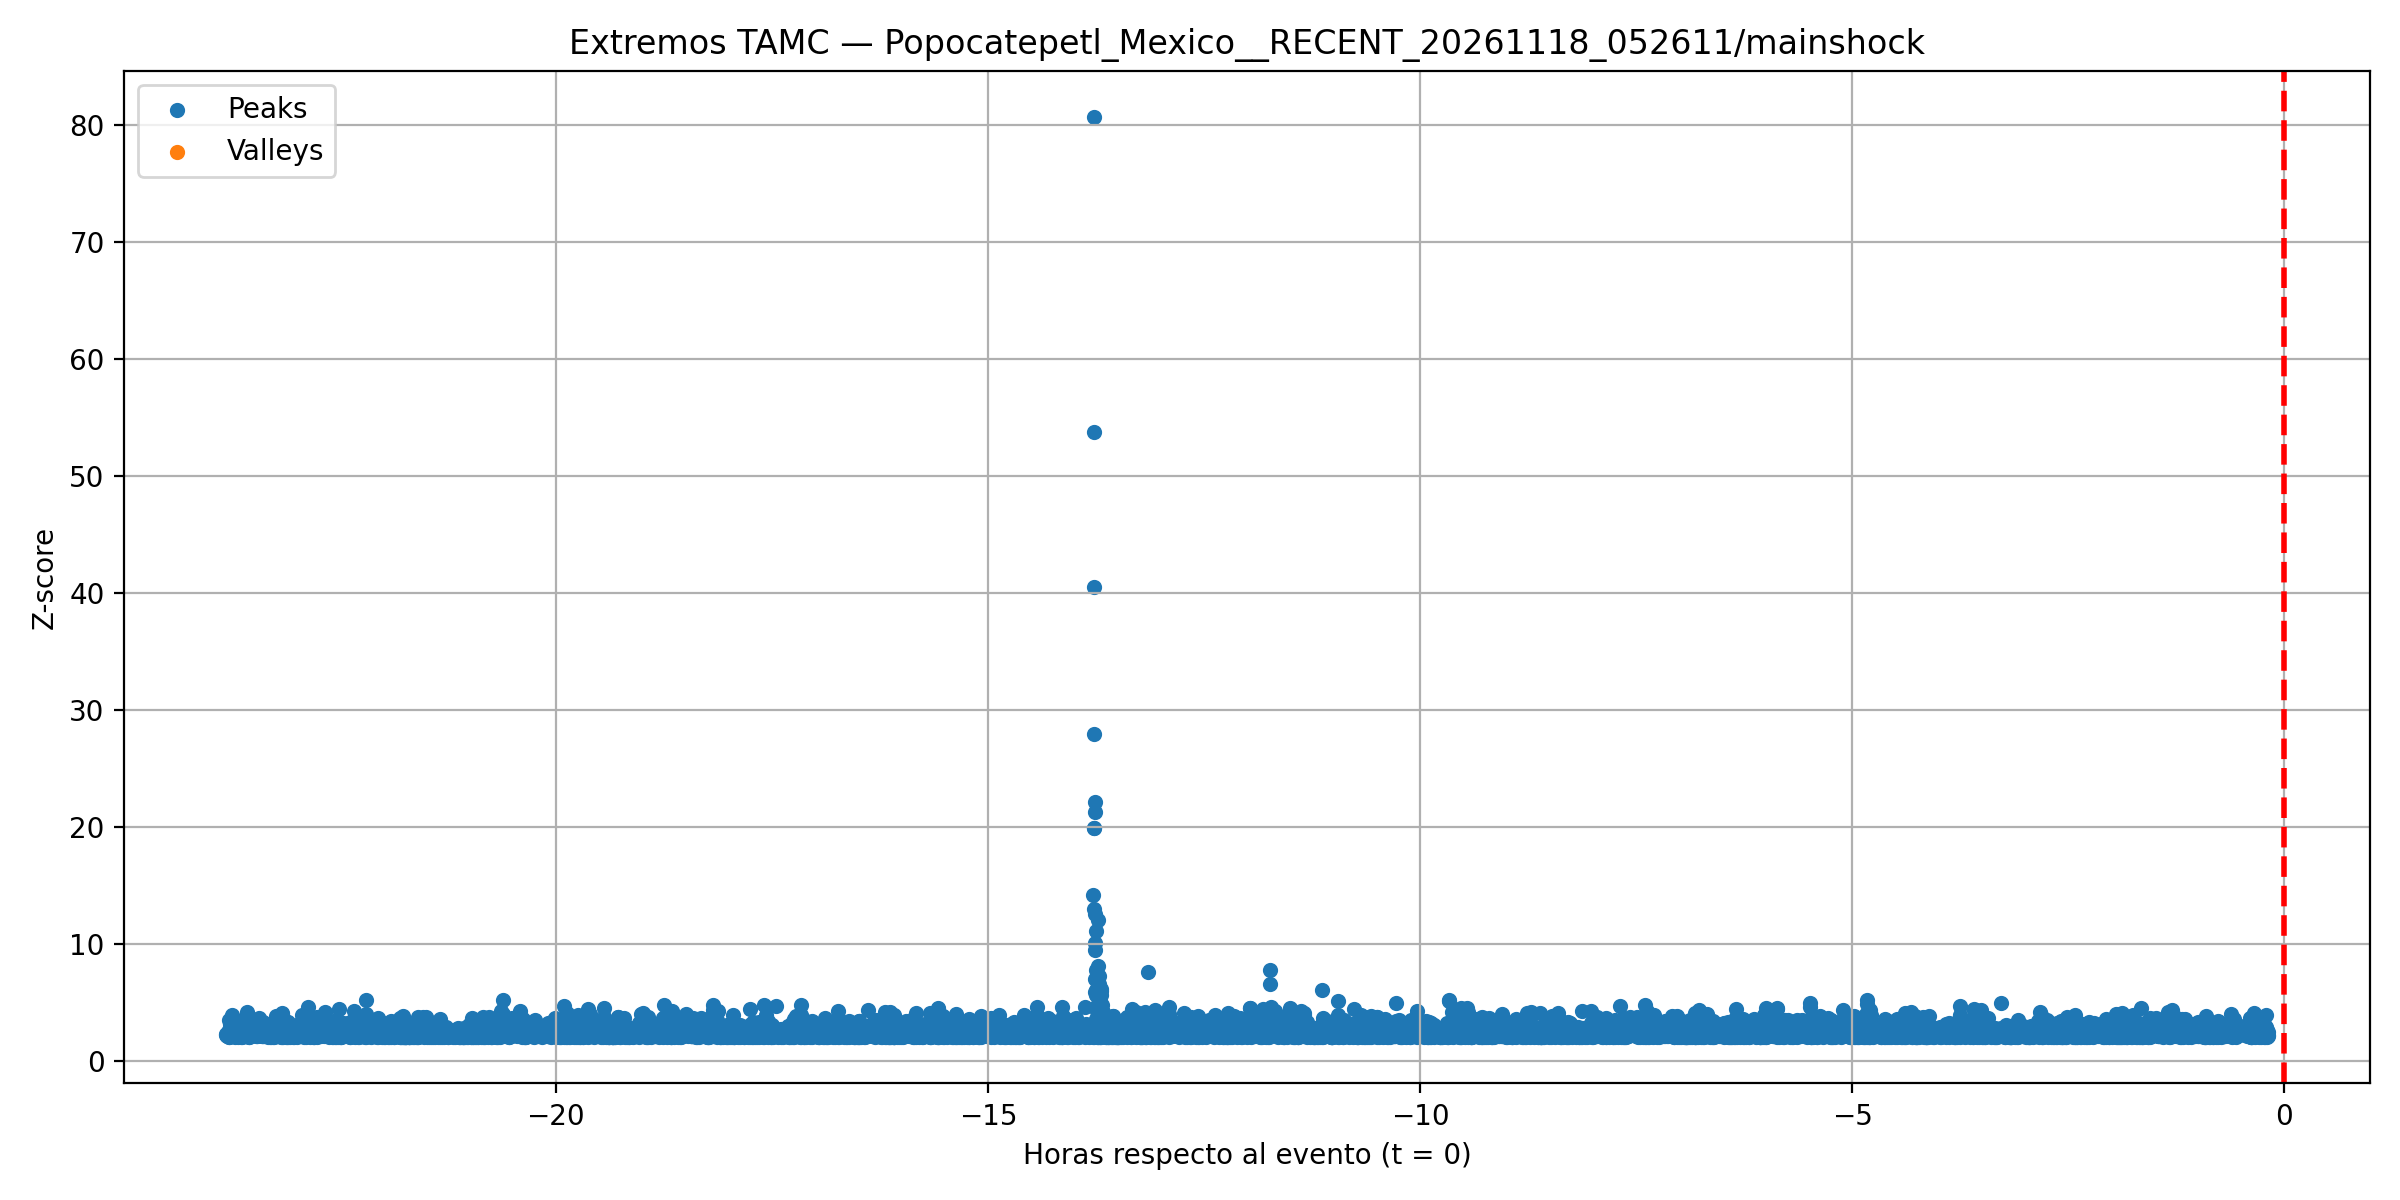 Extremos TAMC — Popocatepetl_Mexico__RECENT_20261118_052611/mainshock
Peaks
Valleys
80
70
60
50
40
30
20
10
0
Z-score
−20
−15
−10
−5
0
Horas respecto al evento (t = 0)